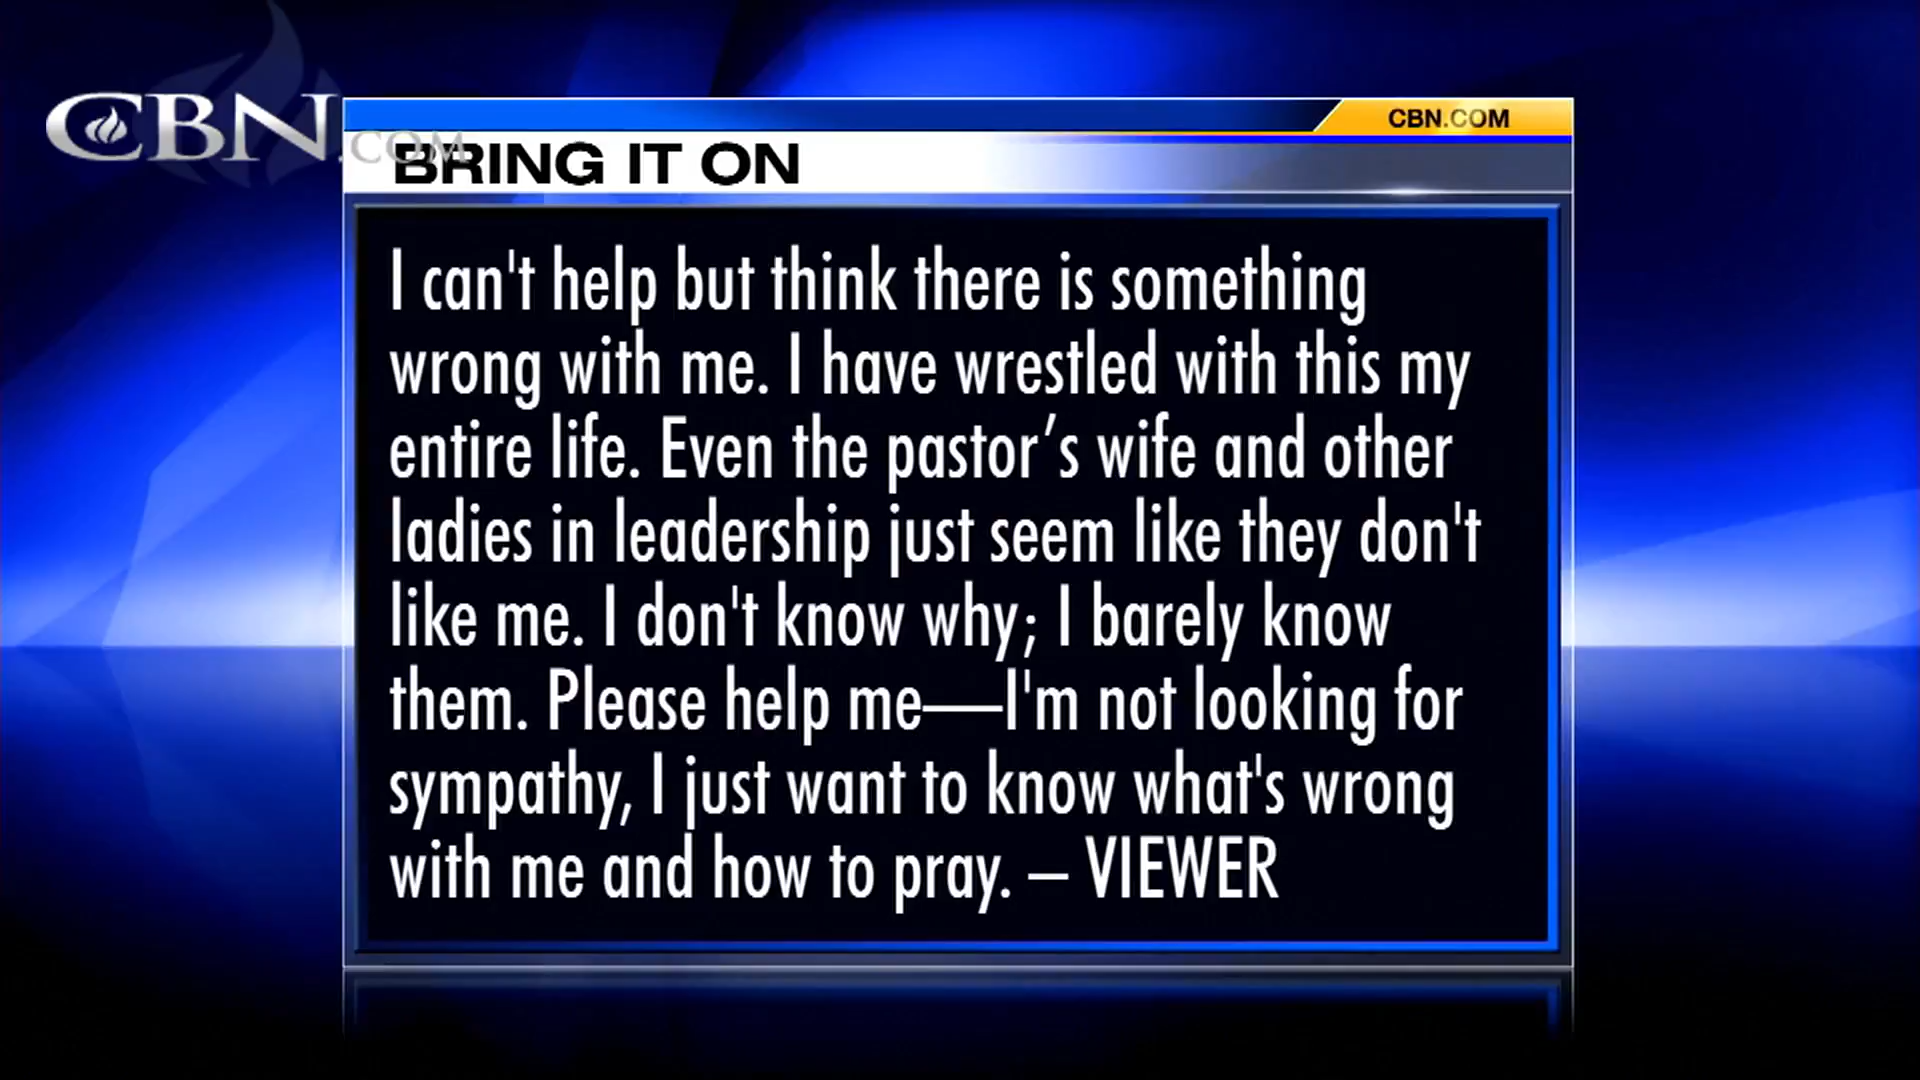 CBN.COM
CBN.COM
BRING IT ON
I can't help but think there is something
wrong with me. I have wrestled with this my
entire life. Even the pastor’s wife and other
ladies in leadership just seem like they don't
like me. I don't know why; I barely know
them. Please help me—I'm not looking for
sympathy, I just want to know what's wrong
with me and how to pray. – VIEWER